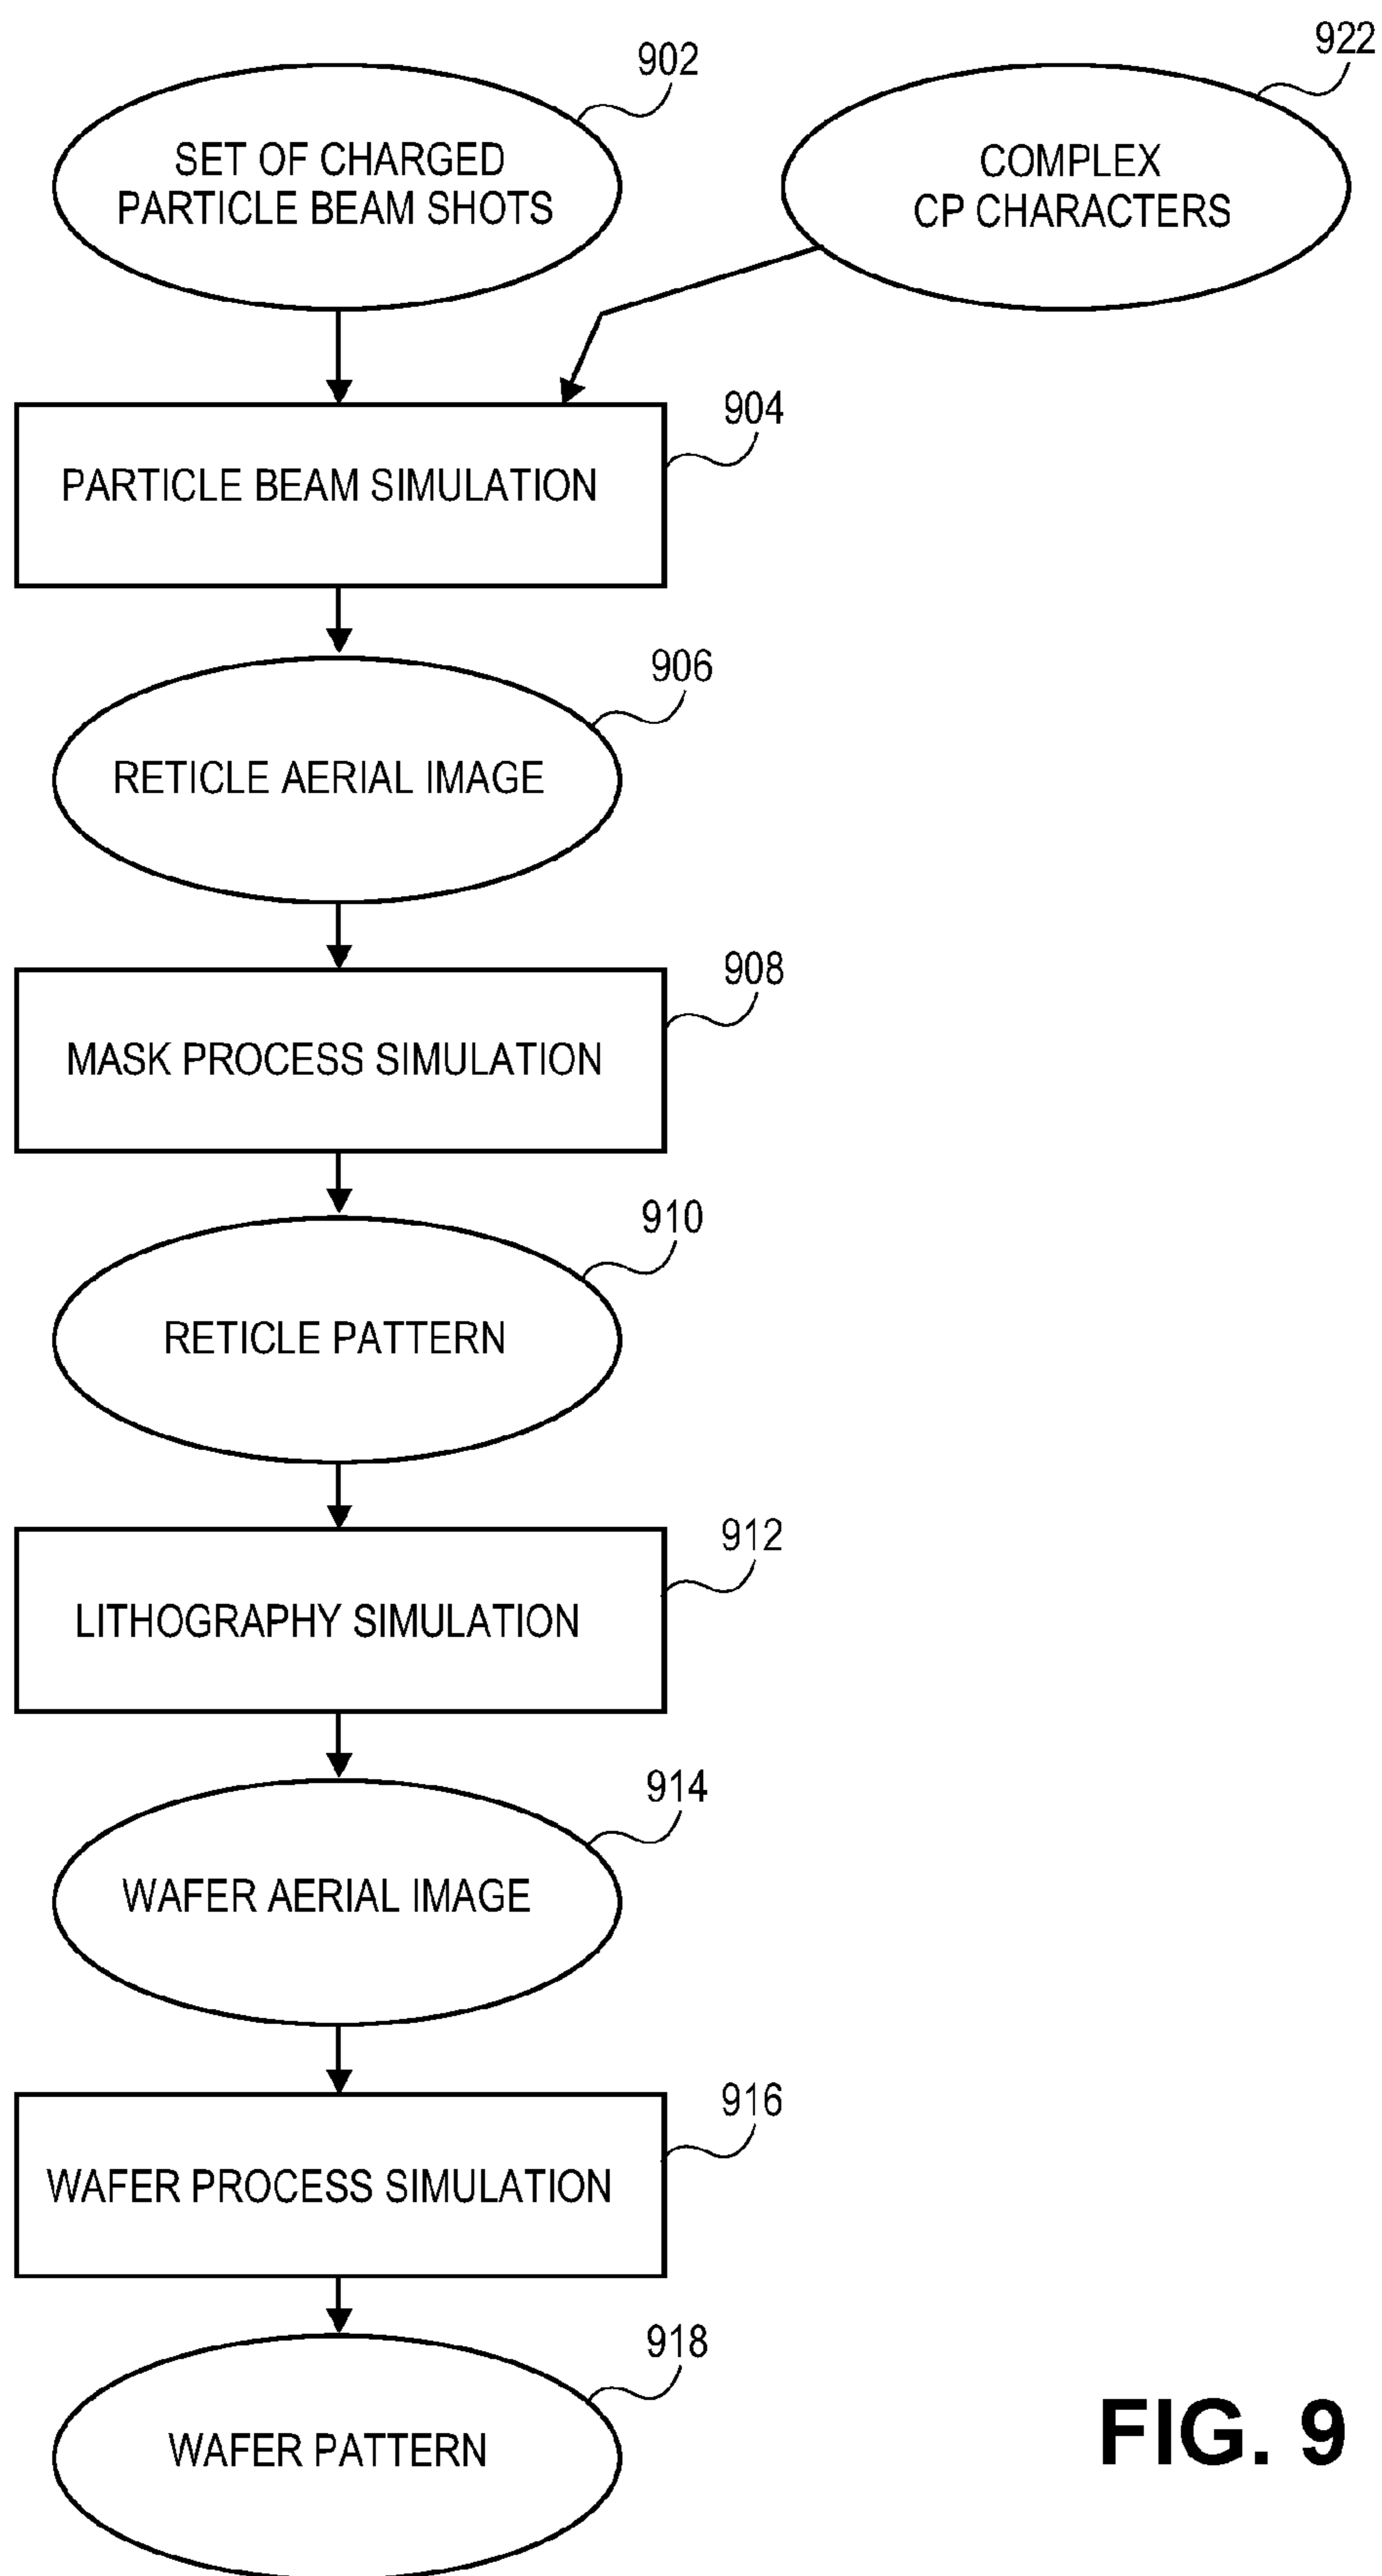 902
922
SET OF CHARGED
PARTICLE BEAM SHOTS
COMPLEX
CP CHARACTERS
904
PARTICLE BEAM SIMULATION
906
RETICLE AERIAL IMAGE
908
MASK PROCESS SIMULATION
910
RETICLE PATTERN
912
LITHOGRAPHY SIMULATION
914
WAFER AERIAL IMAGE
916
WAFER PROCESS SIMULATION
918
WAFER PATTERN
FIG. 9